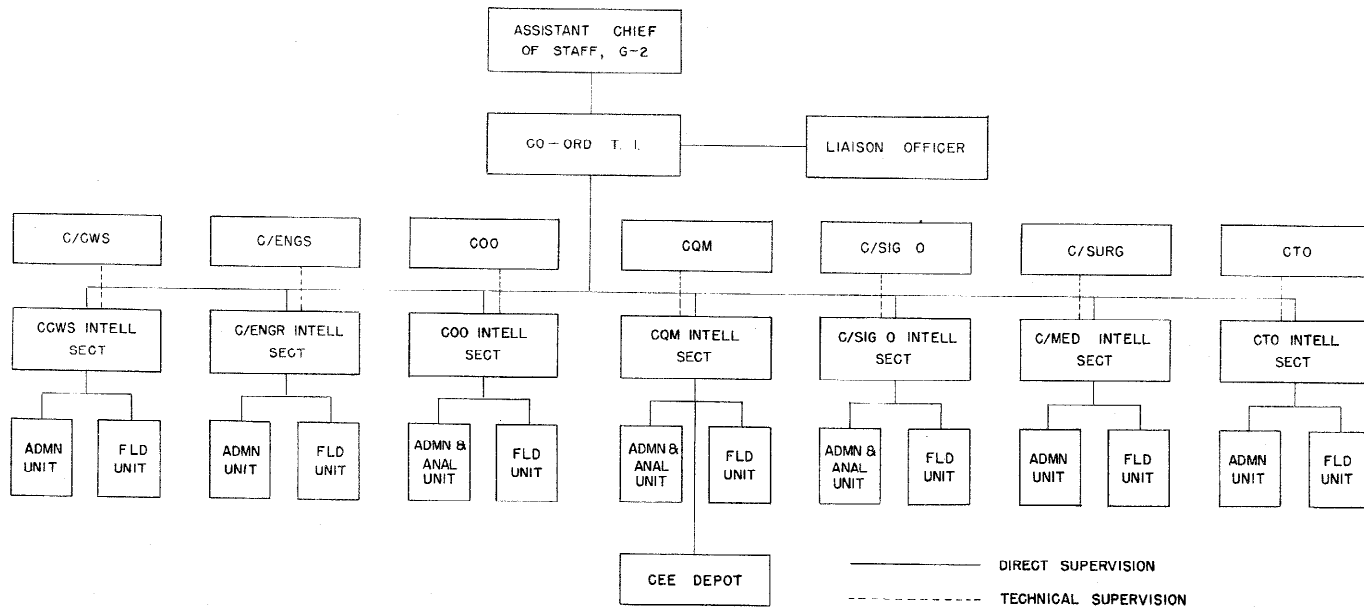 ASSISTANT CHIEF
OF STAFF, G-2
CO-ORD T. I.
LIAISON OFFICER
C/CWS
C/ENGS
COO
CQM
C/SIG O
C/SURG
CTO
CCWS INTELL
SECT
C/ENGR INTELL
SECT
COO INTELL
SECT
CQM INTELL
SECT
C/SIG O INTELL
SECT
C/MED INTELL
SECT
CTO INTELL
SECT
ADMN
UNIT
FLD
UNIT
ADMN
UNIT
FLD
UNIT
ADMN &
ANAL
UNIT
FLD
UNIT
ADMN &
ANAL
UNIT
FLD
UNIT
ADMN &
ANAL
UNIT
FLD
UNIT
ADMN
UNIT
FLD
UNIT
ADMN
UNIT
FLD
UNIT
CEE DEPOT
DIRECT SUPERVISION
TECHNICAL SUPERVISION